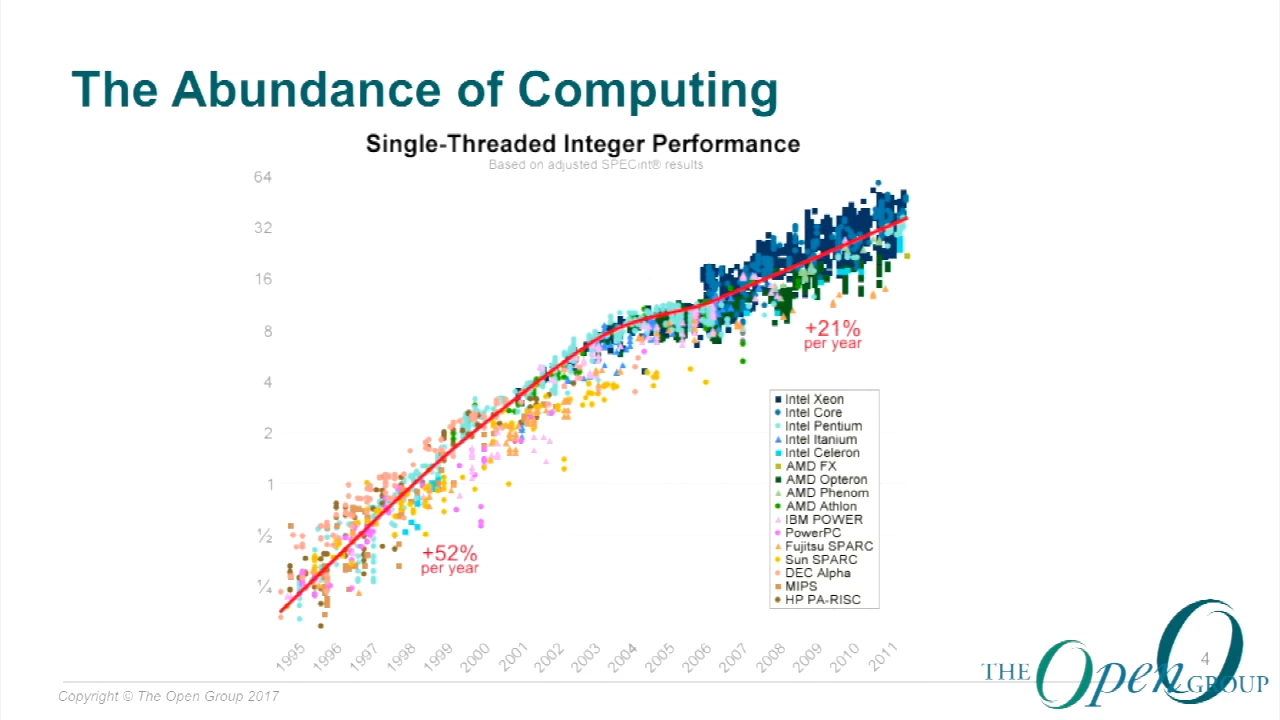 The Abundance of Computing
Single-Threaded Integer Performance
Based on adjusted SPECint® results
64
32
16
8
4
2
1
½
¼
+52%
per year
+21%
per year
Intel Xeon
Intel Core
Intel Pentium
Intel Itanium
Intel Celeron
AMD FX
AMD Opteron
AMD Phenom
AMD Athlon
IBM POWER
PowerPC
Fujitsu SPARC
Sun SPARC
DEC Alpha
MIPS
HP PA-RISC
1995 1996 1997 1998 1999 2000 2001 2002 2003 2004 2005 2006 2007 2008 2009 2010 2011
Copyright © The Open Group 2017
4
THE Open GROUP